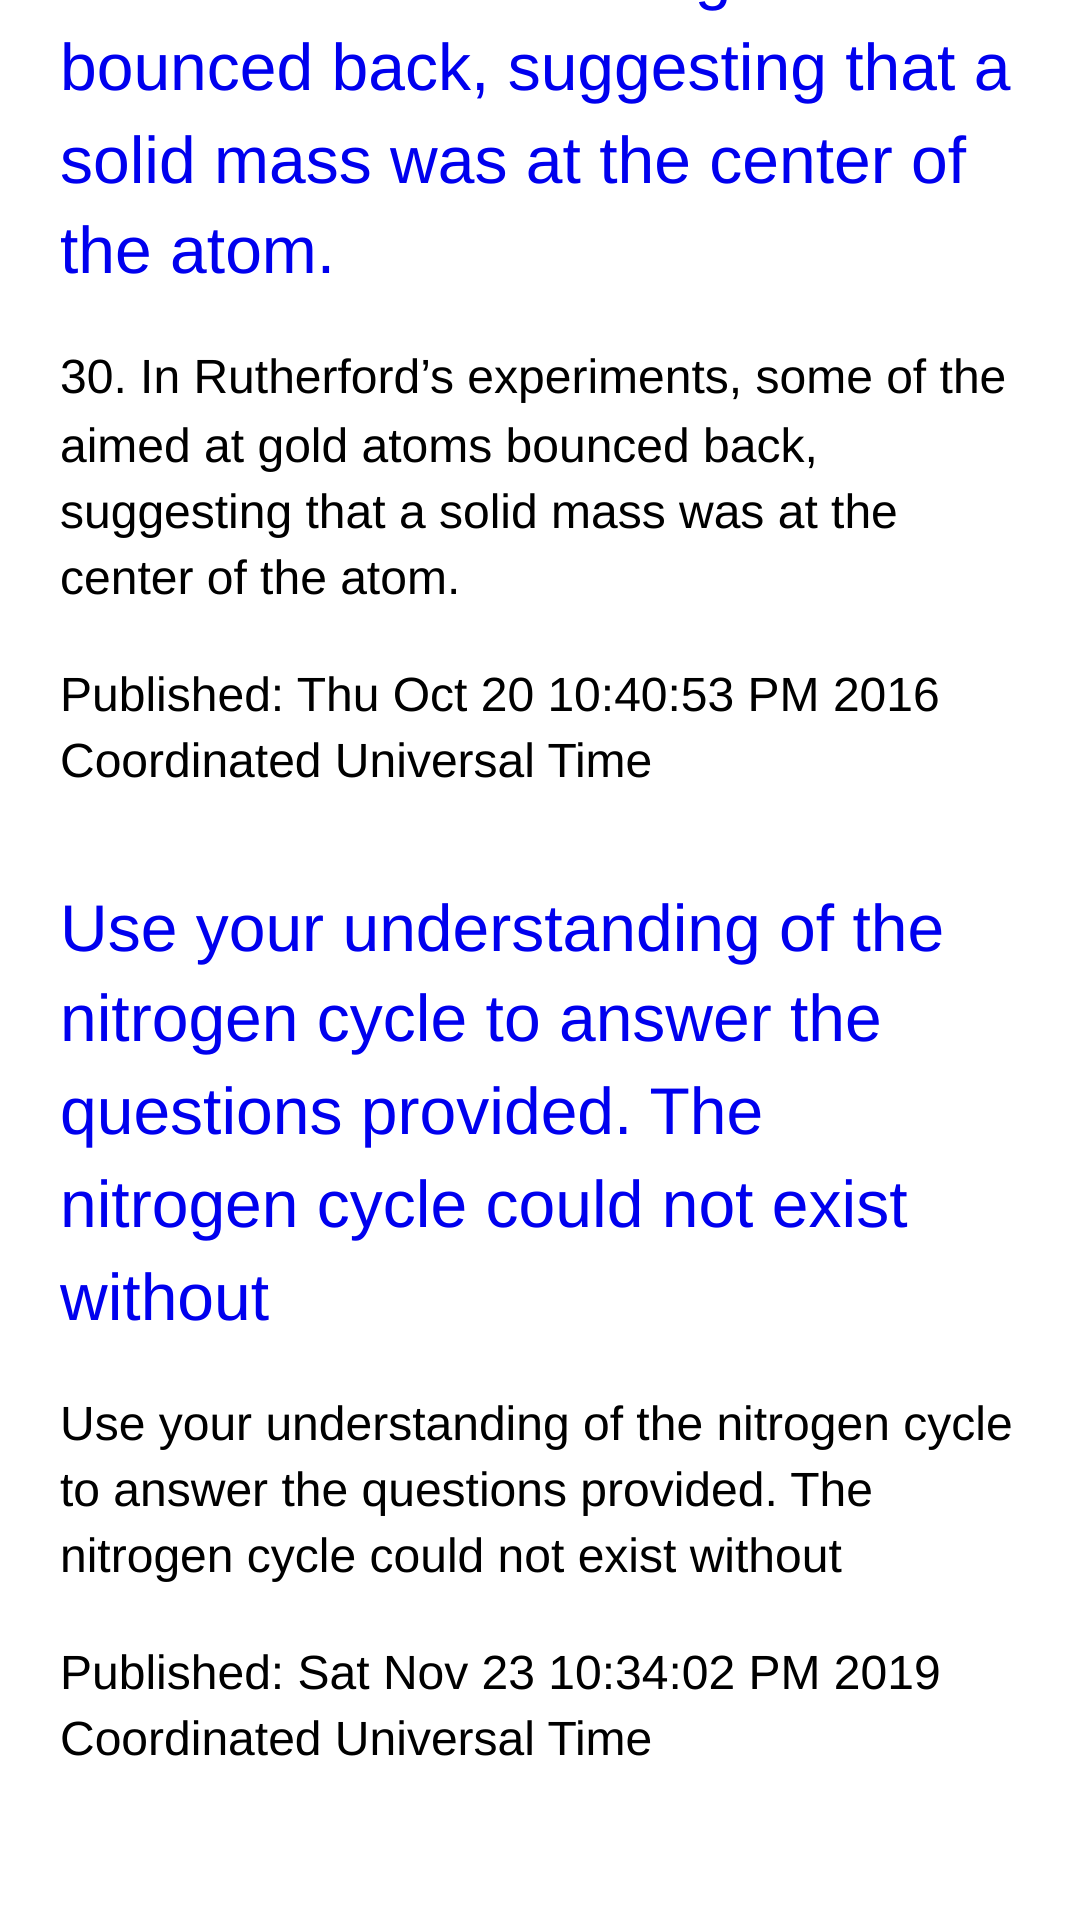 bounced back, suggesting that a
solid mass was at the center of
the atom.
30. In Rutherford’s experiments, some of the
aimed at gold atoms bounced back,
suggesting that a solid mass was at the
center of the atom.
Published: Thu Oct 20 10:40:53 PM 2016
Coordinated Universal Time
Use your understanding of the
nitrogen cycle to answer the
questions provided. The
nitrogen cycle could not exist
without
Use your understanding of the nitrogen cycle
to answer the questions provided. The
nitrogen cycle could not exist without
Published: Sat Nov 23 10:34:02 PM 2019
Coordinated Universal Time